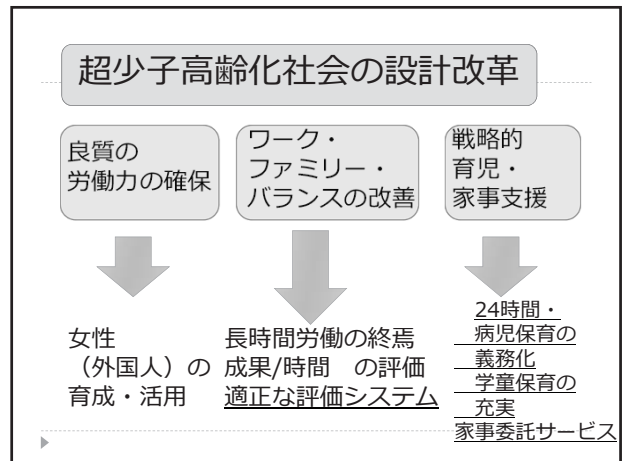 超少子高齢化社会の設計改革
良質の
労働力の確保
ワーク・
ファミリー・
バランスの改善
戦略的
育児・
家事支援
女性
（外国人）の
育成・活用
長時間労働の終焉
成果/時間　の評価
適正な評価システム
24時間・
病児保育の
義務化
学童保育の
充実
家事委託サービス